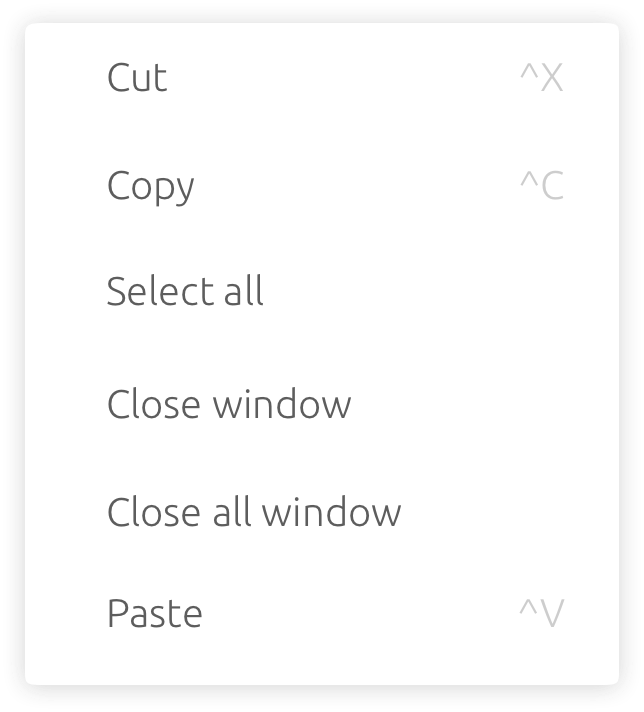 Cut ^X
Copy ^C
Select all
Close window
Close all window
Paste ^V